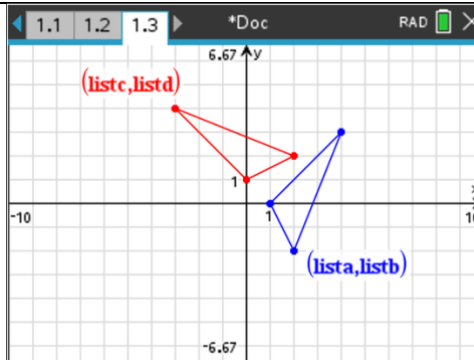 1.1 1.2 1.3 *Doc RAD
6.67 y
(listc,listd)
1
x
-10 1 10
(lista,listb)
-6.67